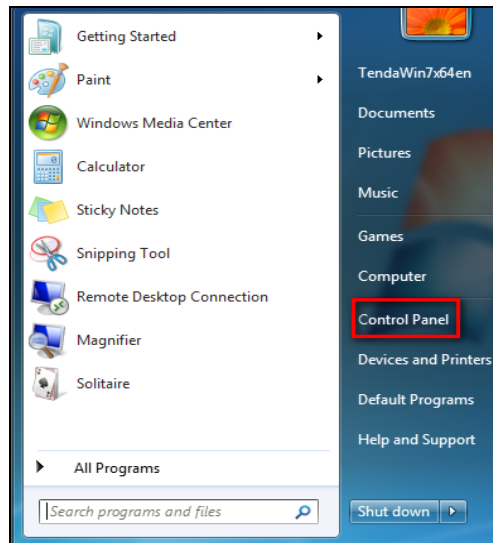 Getting Started
Paint
Windows Media Center
Calculator
Sticky Notes
Snipping Tool
Remote Desktop Connection
Magnifier
Solitaire
All Programs
Search programs and files
TendaWin7x64en
Documents
Pictures
Music
Games
Computer
Control Panel
Devices and Printers
Default Programs
Help and Support
Shut down